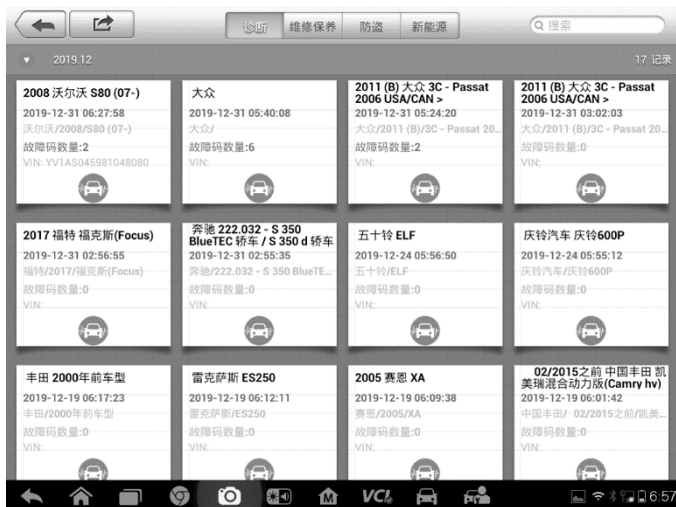 诊断 维修保养 防盗 新能源 搜索
2019.12 17 记录
2008 沃尔沃 S80 (07-)
2019-12-31 06:27:58
沃尔沃/2008/S80 (07-)
故障码数量:2
VIN: YV1AS045981048080
大众
2019-12-31 05:40:08
大众/
故障码数量:6
VIN:
2011 (B) 大众 3C - Passat
2006 USA/CAN >
2019-12-31 05:24:20
大众/2011 (B)/3C - Passat 20...
故障码数量:2
VIN:
2011 (B) 大众 3C - Passat
2006 USA/CAN >
2019-12-31 03:02:03
大众/2011 (B)/3C - Passat 20...
故障码数量:0
VIN:
2017 福特 福克斯(Focus)
2019-12-31 02:56:55
福特/2017/福克斯(Focus)
故障码数量:0
VIN:
奔驰 222.032 - S 350
BlueTEC 轿车 / S 350 d 轿车
2019-12-31 02:55:35
奔驰/222.032 - S 350 BlueTE...
故障码数量:0
VIN:
五十铃 ELF
2019-12-24 05:56:50
五十铃/ELF
故障码数量:0
VIN:
庆铃汽车 庆铃600P
2019-12-24 05:55:12
庆铃汽车/庆铃600P
故障码数量:0
VIN:
丰田 2000年前车型
2019-12-19 06:17:23
丰田/2000年前车型
故障码数量:0
VIN:
雷克萨斯 ES250
2019-12-19 06:12:11
雷克萨斯/ES250
故障码数量:0
VIN:
2005 赛恩 XA
2019-12-19 06:09:38
赛恩/2005/XA
故障码数量:0
VIN:
02/2015之前 中国丰田 凯
美瑞混合动力版(Camry hv)
2019-12-19 06:01:42
中国丰田/ 02/2015之前/凯美...
故障码数量:0
VIN:
M VCI 6:57